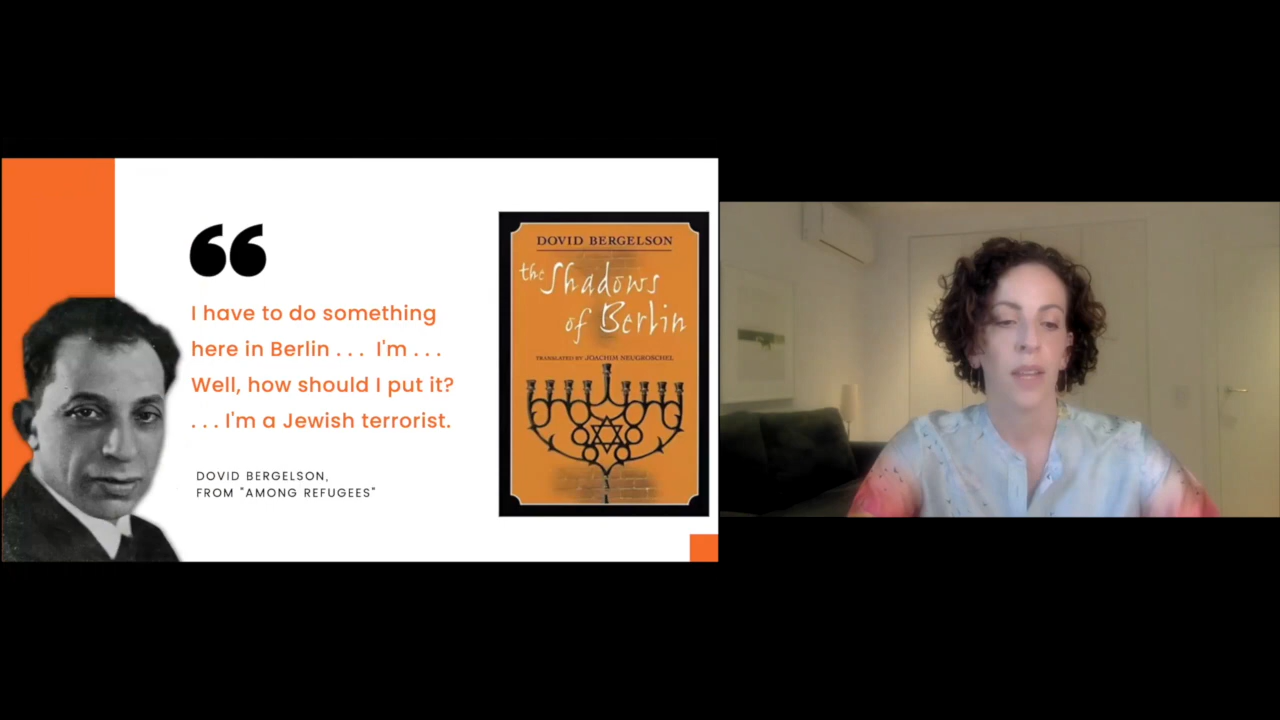 I have to do something
here in Berlin . . . I'm . . .
Well, how should I put it?
. . . I'm a Jewish terrorist.
DOVID BERGELSON,
FROM "AMONG REFUGEES"
DOVID BERGELSON
the Shadows
of Berlin
TRANSLATED BY JOACHIM NEUGROSCHEL